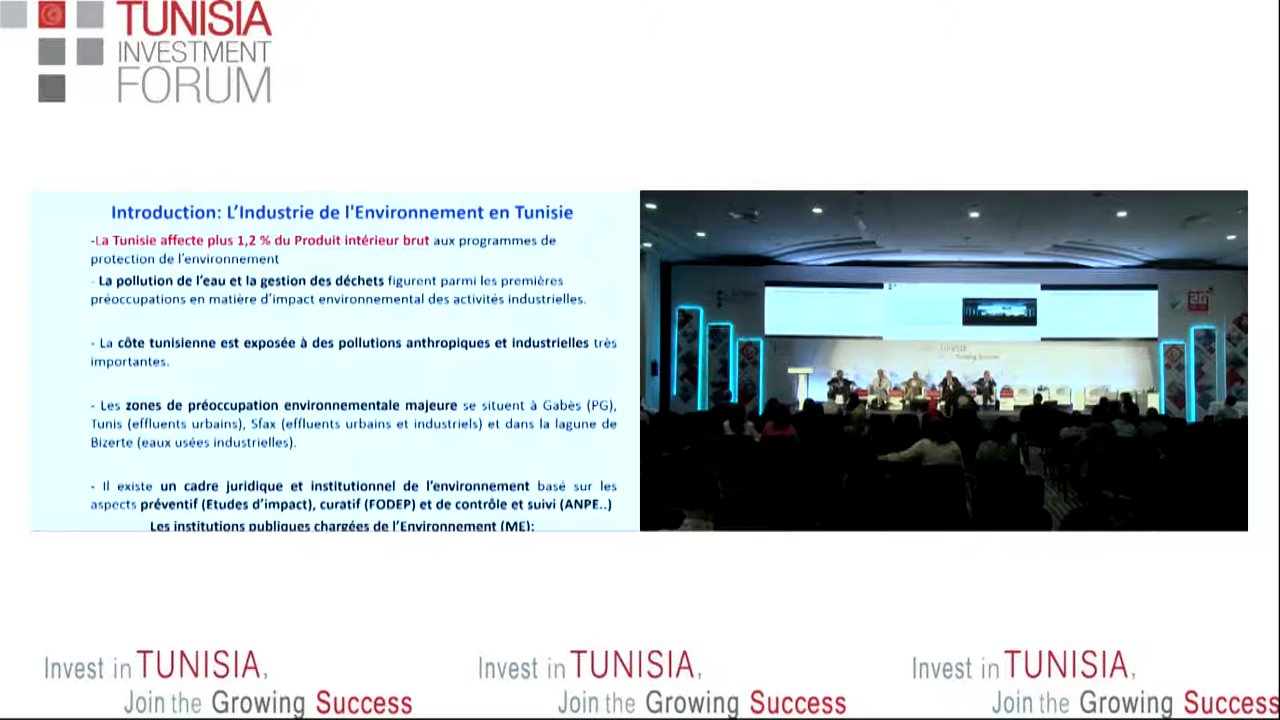 TUNISIA
INVESTMENT
FORUM
Introduction: L’Industrie de l'Environnement en Tunisie
-La Tunisie affecte plus 1,2 % du Produit intérieur brut aux programmes de
protection de l’environnement
- La pollution de l’eau et la gestion des déchets figurent parmi les premières
préoccupations en matière d’impact environnemental des activités industrielles.
- La côte tunisienne est exposée à des pollutions anthropiques et industrielles très
importantes.
- Les zones de préoccupation environnementale majeure se situent à Gabès (PG),
Tunis (effluents urbains), Sfax (effluents urbains et industriels) et dans la lagune de
Bizerte (eaux usées industrielles).
- Il existe un cadre juridique et institutionnel de l’environnement basé sur les
aspects préventif (Etudes d’impact), curatif (FODEP) et de contrôle et suivi (ANPE..)
Les institutions publiques chargées de l’Environnement (ME):
Invest in TUNISIA,
Join the Growing Success
Invest in TUNISIA,
Join the Growing Success
Invest in TUNISIA,
Join the Growing Success